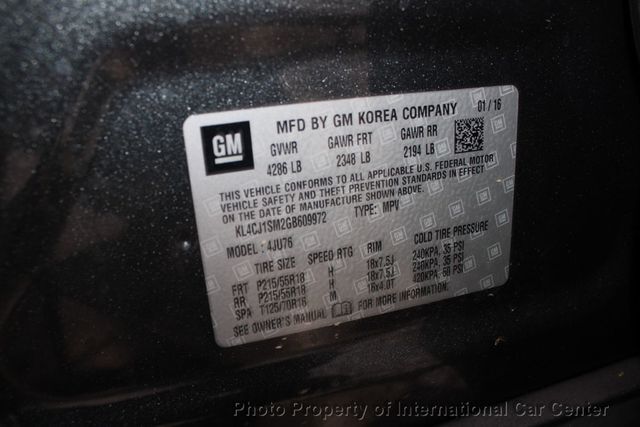 GM
MFD BY GM KOREA COMPANY 01/16
GVWR GAWR FRT GAWR RR
4286 LB 2348 LB 2194 LB
THIS VEHICLE CONFORMS TO ALL APPLICABLE U.S. FEDERAL MOTOR
VEHICLE SAFETY AND THEFT PREVENTION STANDARDS IN EFFECT
ON THE DATE OF MANUFACTURE SHOWN ABOVE.
KL4CJ1SM2GB609972 TYPE: MPV
MODEL: 4JU76
TIRE SIZE SPEED RTG RIM COLD TIRE PRESSURE
FRT P215/55R18 H 18x7.5J 240KPA, 35 PSI
RR P215/55R18 H 18x7.5J 240KPA, 35 PSI
SPA T125/70R16 M 16x4.0T 420KPA, 60 PSI
SEE OWNER'S MANUAL FOR MORE INFORMATION.
Photo Property of International Car Center